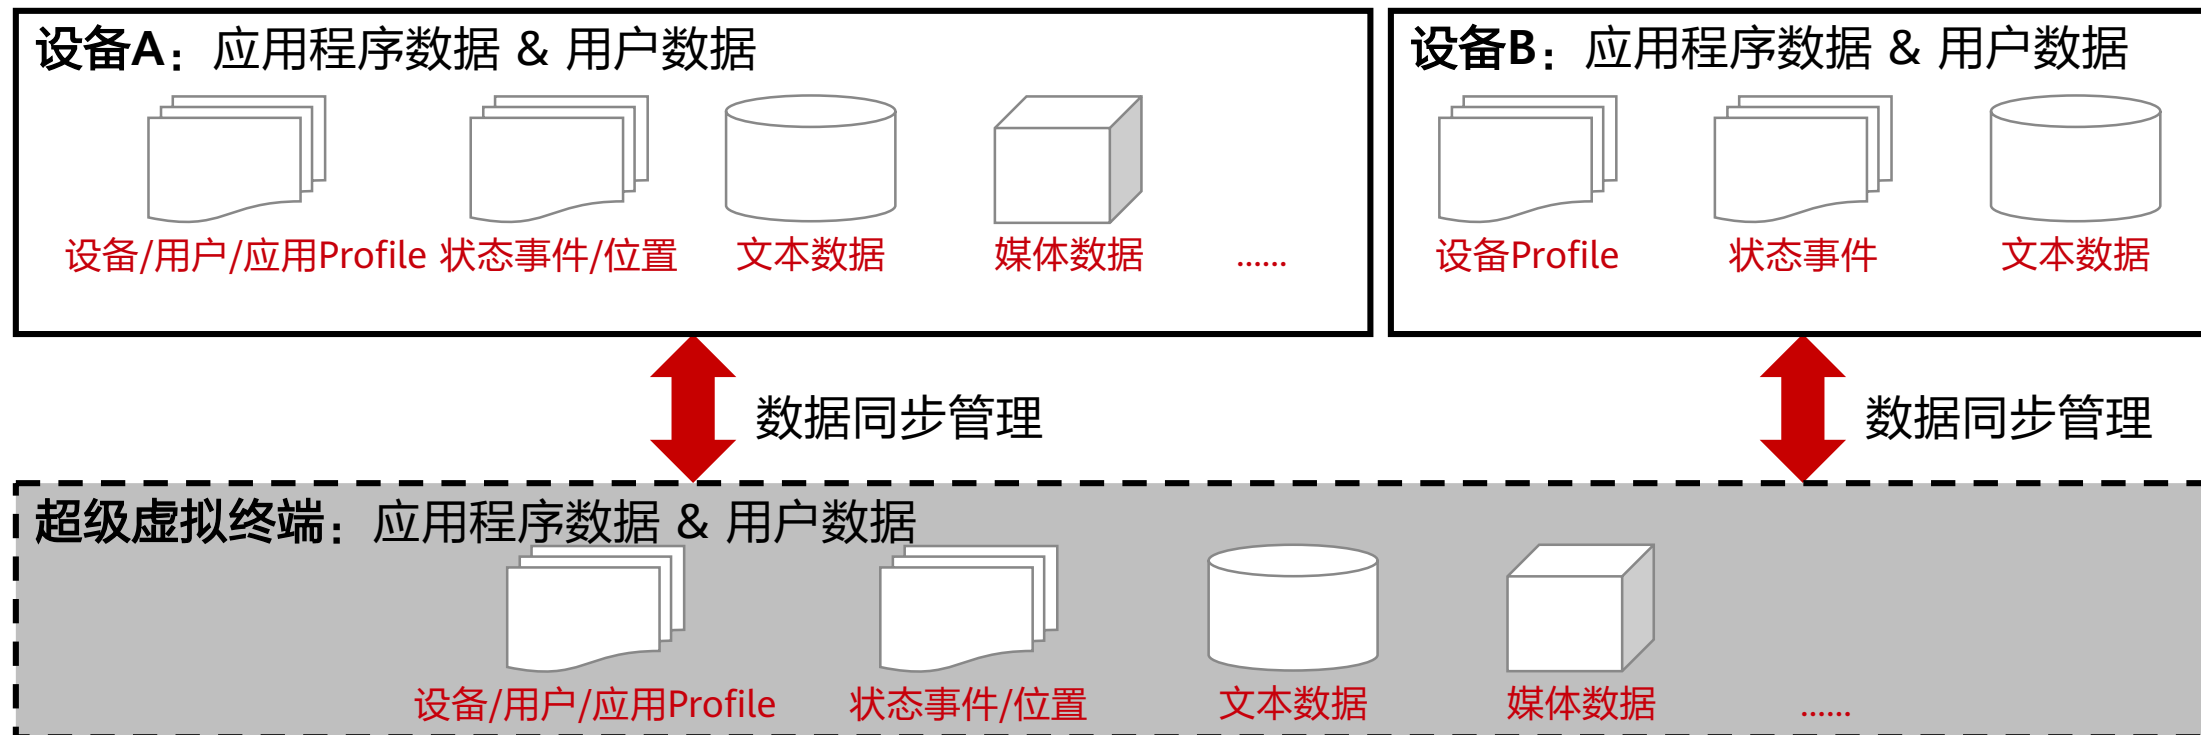 设备A：应用程序数据 & 用户数据
设备/用户/应用Profile 状态事件/位置 文本数据 媒体数据 ......
设备B：应用程序数据 & 用户数据
设备Profile 状态事件 文本数据
数据同步管理
数据同步管理
超级虚拟终端：应用程序数据 & 用户数据
设备/用户/应用Profile 状态事件/位置 文本数据 媒体数据 ......